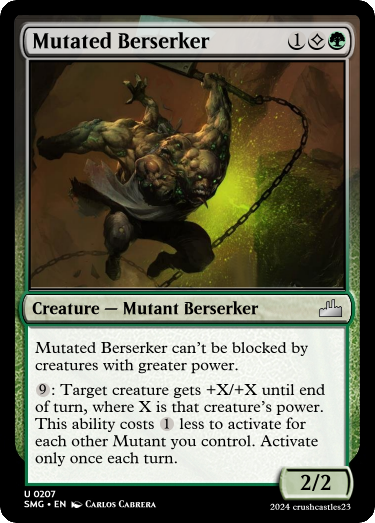 Mutated Berserker 1
Creature — Mutant Berserker
Mutated Berserker can't be blocked by
creatures with greater power.
9: Target creature gets +X/+X until end
of turn, where X is that creature's power.
This ability costs 1 less to activate for
each other Mutant you control. Activate
only once each turn.
2/2
U 0207
SMG • EN Carlos Cabrera
2024 crushcastles23